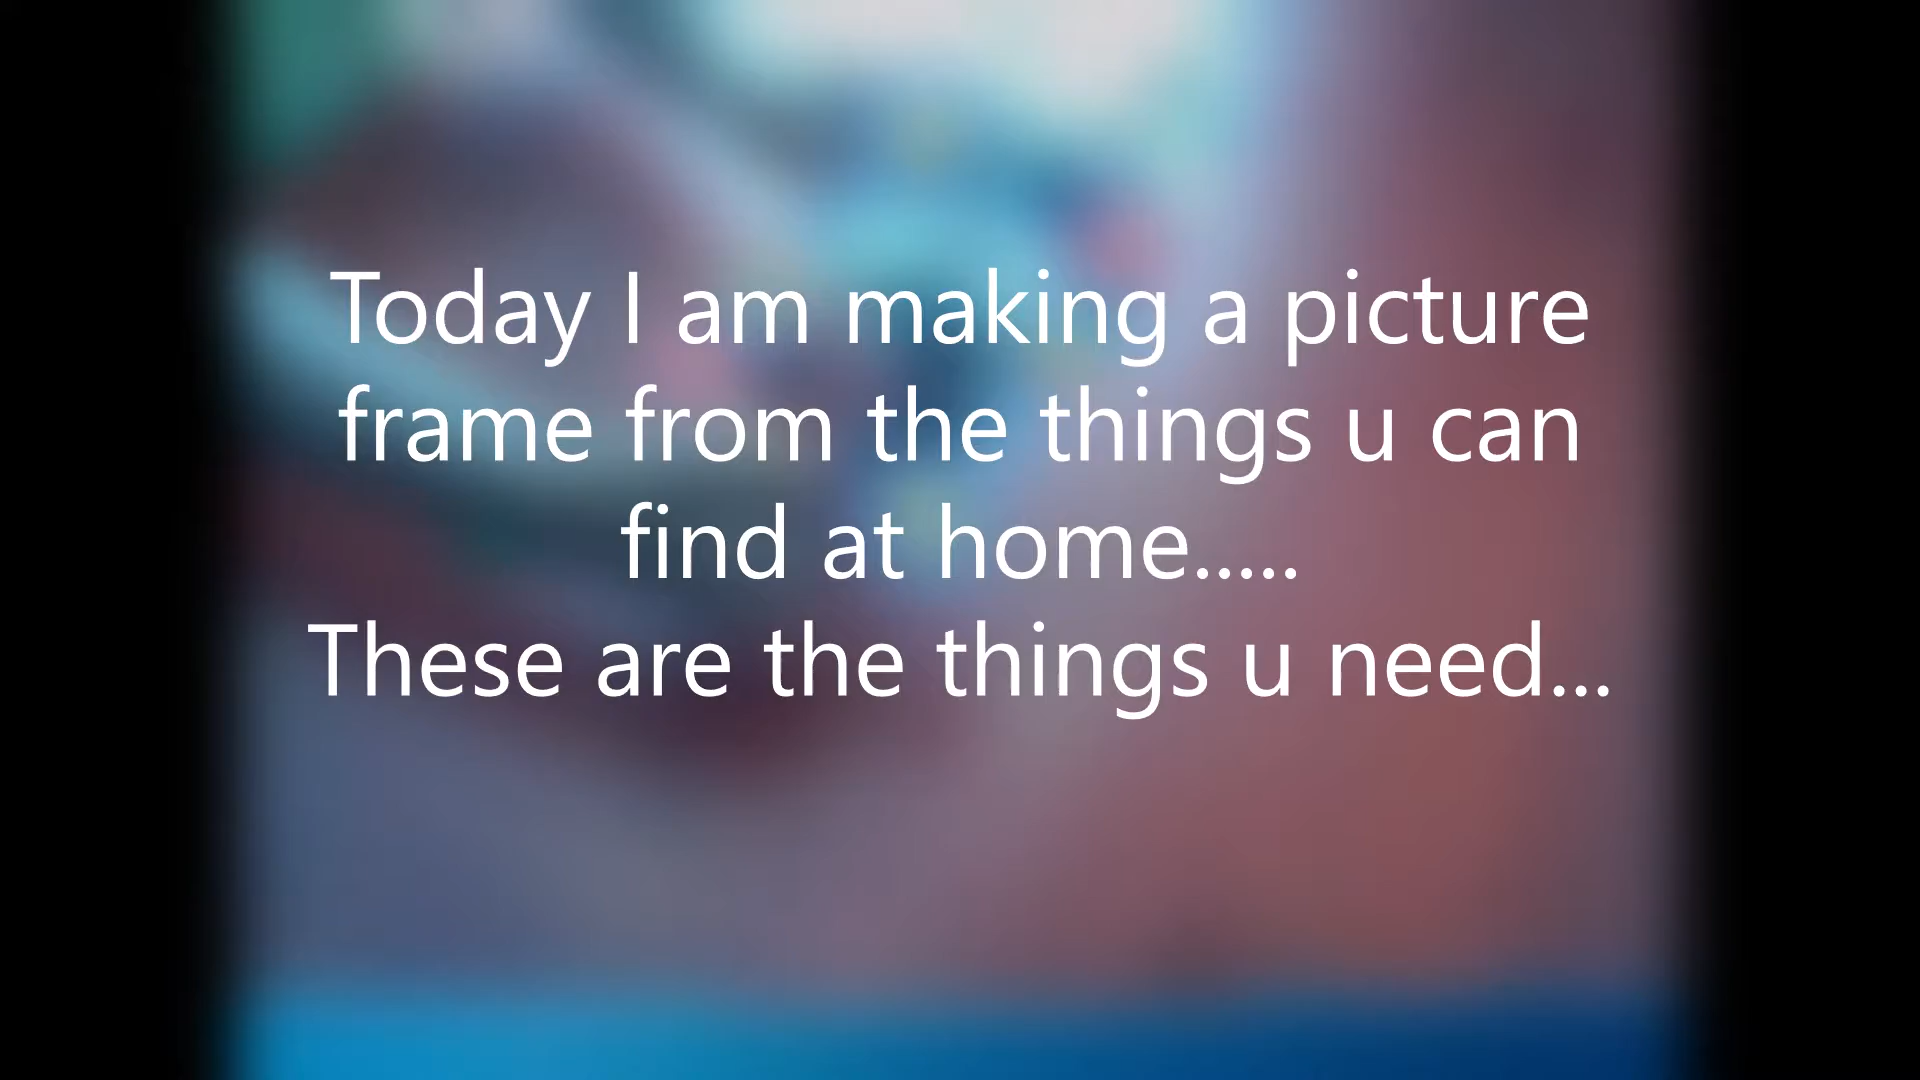 Today I am making a picture
frame from the things u can
find at home.....
These are the things u need...